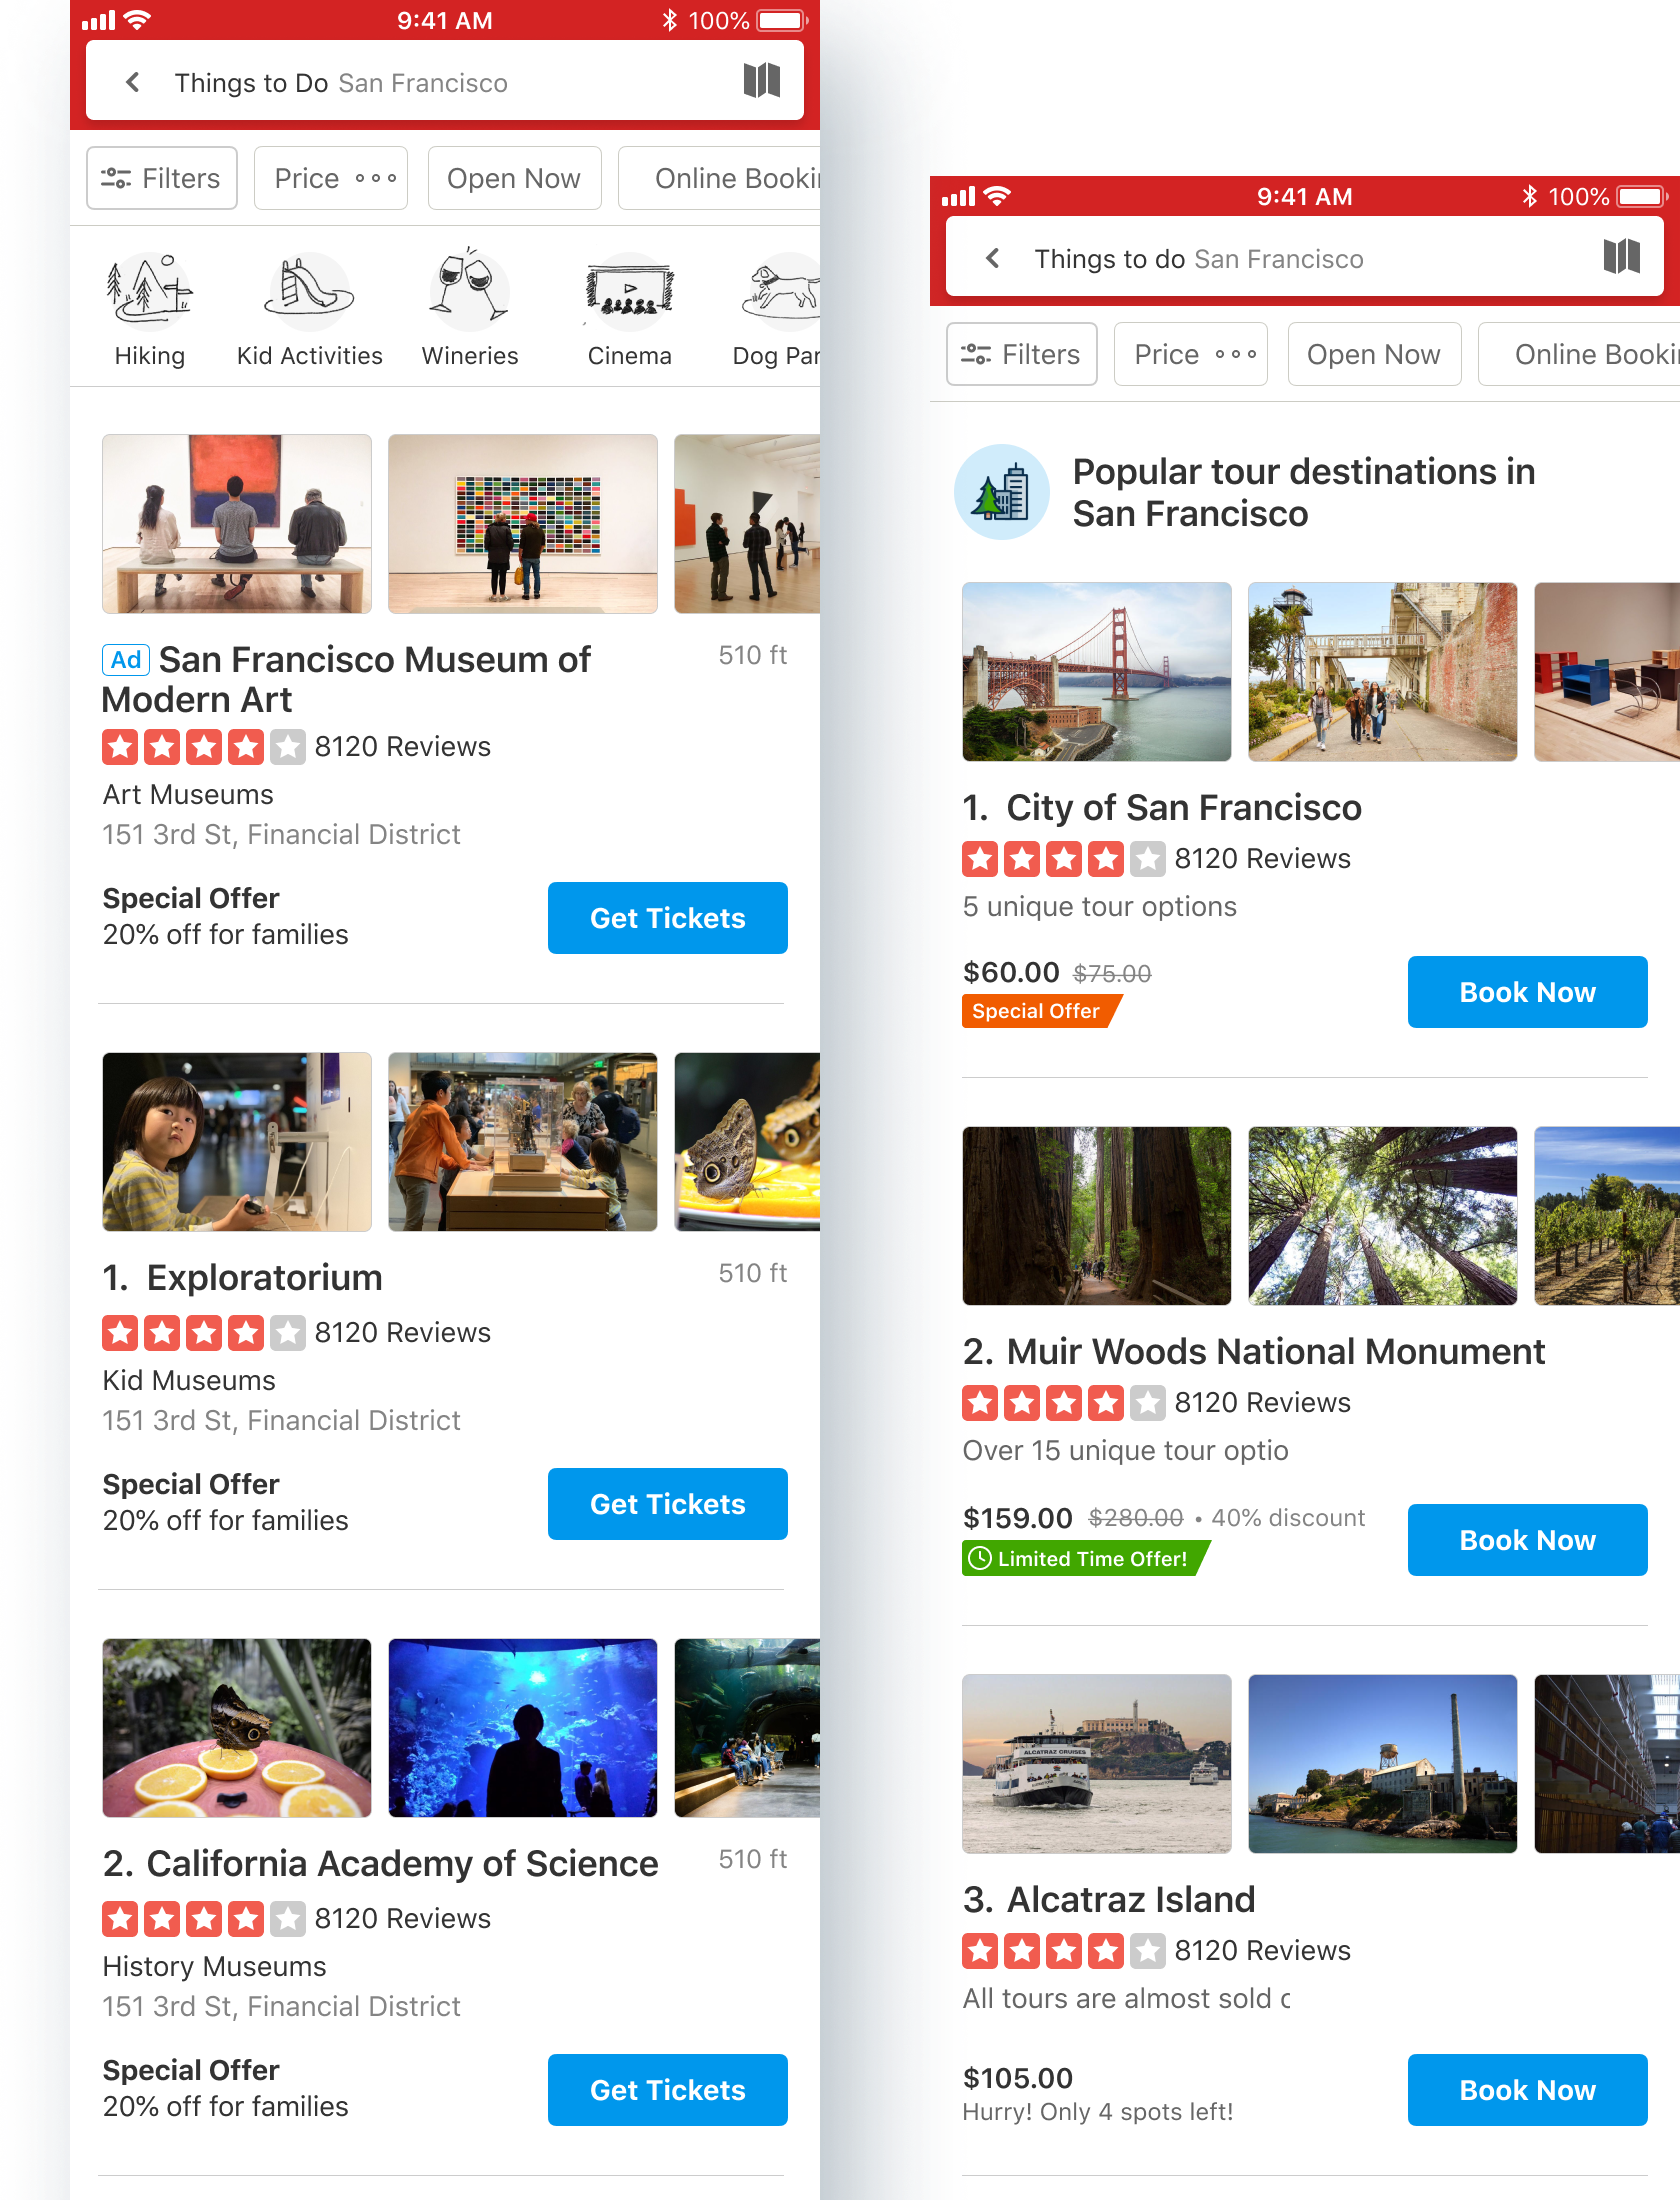 9:41 AM
100%
Things to Do San Francisco
Filters
Price
Open Now
Online Bookin
Hiking
Kid Activities
Wineries
Cinema
Dog Par
Ad San Francisco Museum of
Modern Art
510 ft
8120 Reviews
Art Museums
151 3rd St, Financial District
Special Offer
20% off for families
Get Tickets
1. Exploratorium
510 ft
8120 Reviews
Kid Museums
151 3rd St, Financial District
Special Offer
20% off for families
Get Tickets
2. California Academy of Science
510 ft
8120 Reviews
History Museums
151 3rd St, Financial District
Special Offer
20% off for families
Get Tickets
9:41 AM
100%
Things to do San Francisco
Filters
Price
Open Now
Online Bookin
Popular tour destinations in
San Francisco
1. City of San Francisco
8120 Reviews
5 unique tour options
$60.00 $75.00
Special Offer
Book Now
2. Muir Woods National Monument
8120 Reviews
Over 15 unique tour optio
$159.00 $280.00 • 40% discount
Limited Time Offer!
Book Now
ALCATRAZ CRUISES
3. Alcatraz Island
8120 Reviews
All tours are almost sold
$105.00
Hurry! Only 4 spots left!
Book Now